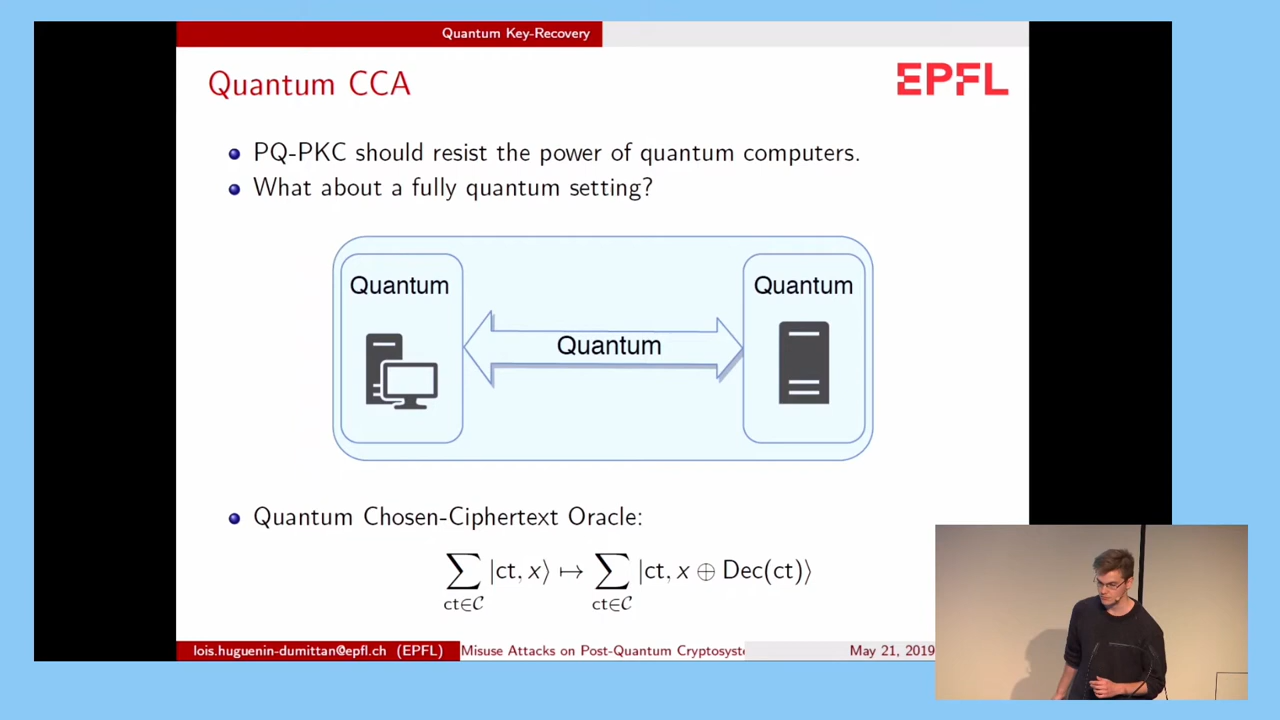 Quantum Key-Recovery
Quantum CCA
EPFL
PQ-PKC should resist the power of quantum computers.
What about a fully quantum setting?
Quantum
Quantum
Quantum
Quantum Chosen-Ciphertext Oracle:
∑_{ct∈𝒞} |ct, x⟩ ↦ ∑_{ct∈𝒞} |ct, x ⊕ Dec(ct)⟩
lois.huguenin-dumittan@epfl.ch (EPFL) Misuse Attacks on Post-Quantum Cryptosyste May 21, 2019